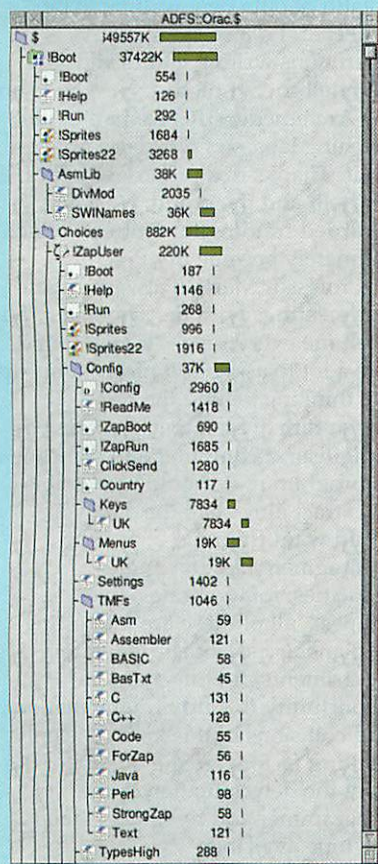 ADFS::Orac.$
$ 349557K
!Boot 37422K
!Boot 554
!Help 126
!Run 292
!Sprites 1684
!Sprites22 3268
AsmLib 38K
DivMod 2035
SWINames 36K
Choices 882K
!ZapUser 220K
!Boot 187
!Help 1146
!Run 268
!Sprites 996
!Sprites22 1916
Config 37K
!Config 2960
!ReadMe 1418
!ZapBoot 690
!ZapRun 1685
ClickSend 1280
Country 117
Keys 7834
UK 7834
Menus 19K
UK 19K
Settings 1402
TMFs 1046
Asm 59
Assembler 121
BASIC 58
BasTxt 45
C 131
C++ 128
Code 55
ForZap 56
Java 116
Perl 98
StrongZap 58
Text 121
TypesHigh 288